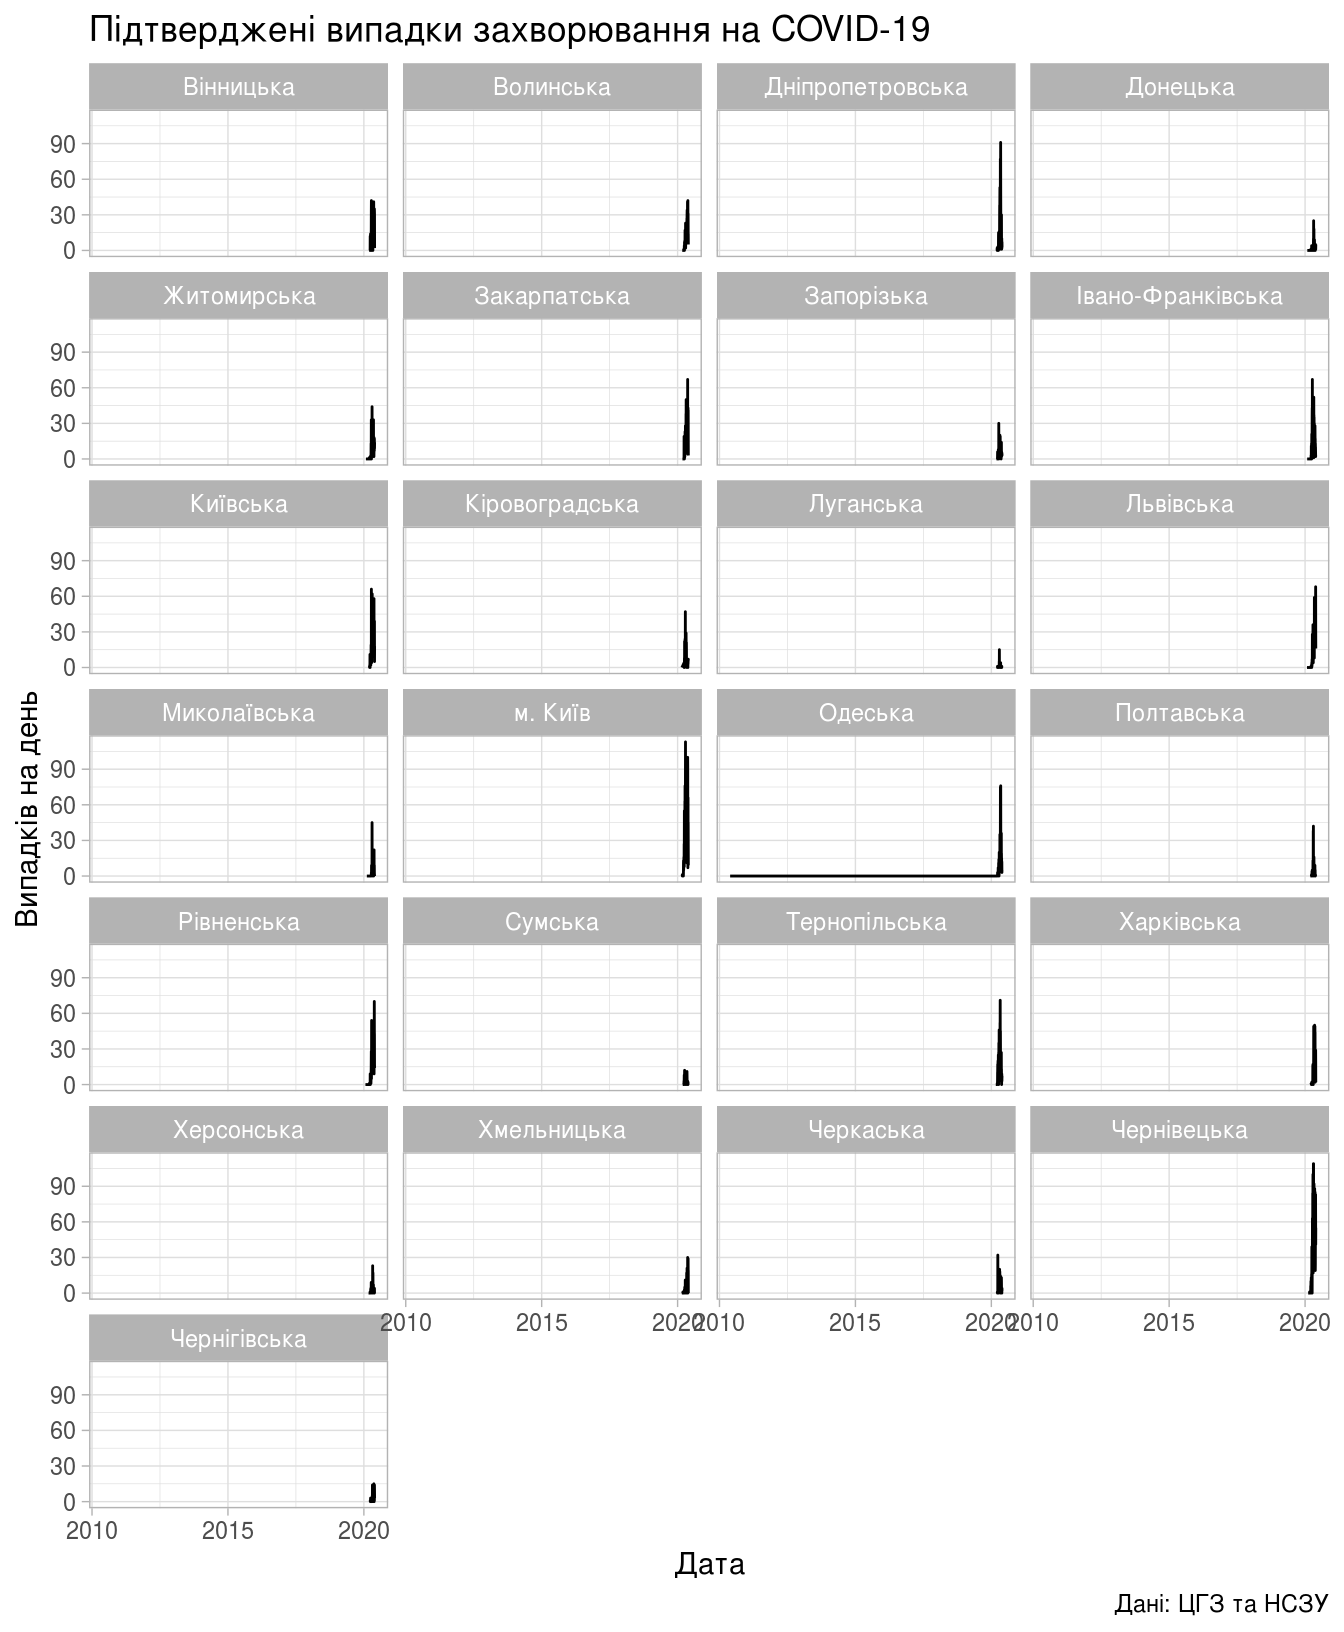 Підтверджені випадки захворювання на COVID-19
Вінницька Волинська Дніпропетровська Донецька
90
60
30
0
Житомирська Закарпатська Запорізька Івано-Франківська
90
60
30
0
Київська Кіровоградська Луганська Львівська
90
60
30
0
Миколаївська м. Київ Одеська Полтавська
90
60
30
0
Випадків на день
Рівненська Сумська Тернопільська Харківська
90
60
30
0
Херсонська Хмельницька Черкаська Чернівецька
90
60
30
0
2010 2015 2020 2010 2015 2020 2010 2015 2020
Чернігівська
90
60
30
0
2010 2015 2020
Дата
Дані: ЦГЗ та НСЗУ